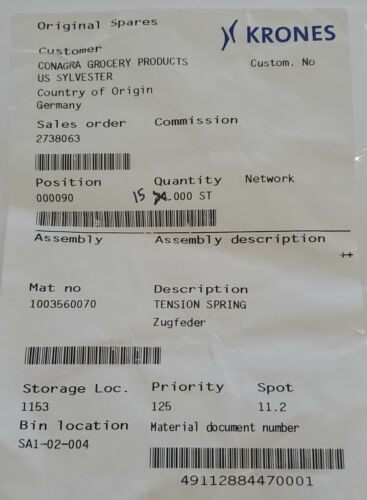 Original Spares
KRONES
Customer
CONAGRA GROCERY PRODUCTS
US SYLVESTER
Custom. No
Country of Origin
Germany
Sales order Commission
2738063
Position Quantity Network
000090 15 .000 ST
Assembly Assembly description
++
Mat no Description
1003560070 TENSION SPRING
Zugfeder
Storage Loc. Priority Spot
1153 125 11.2
Bin location Material document number
SA1-02-004
49112884470001